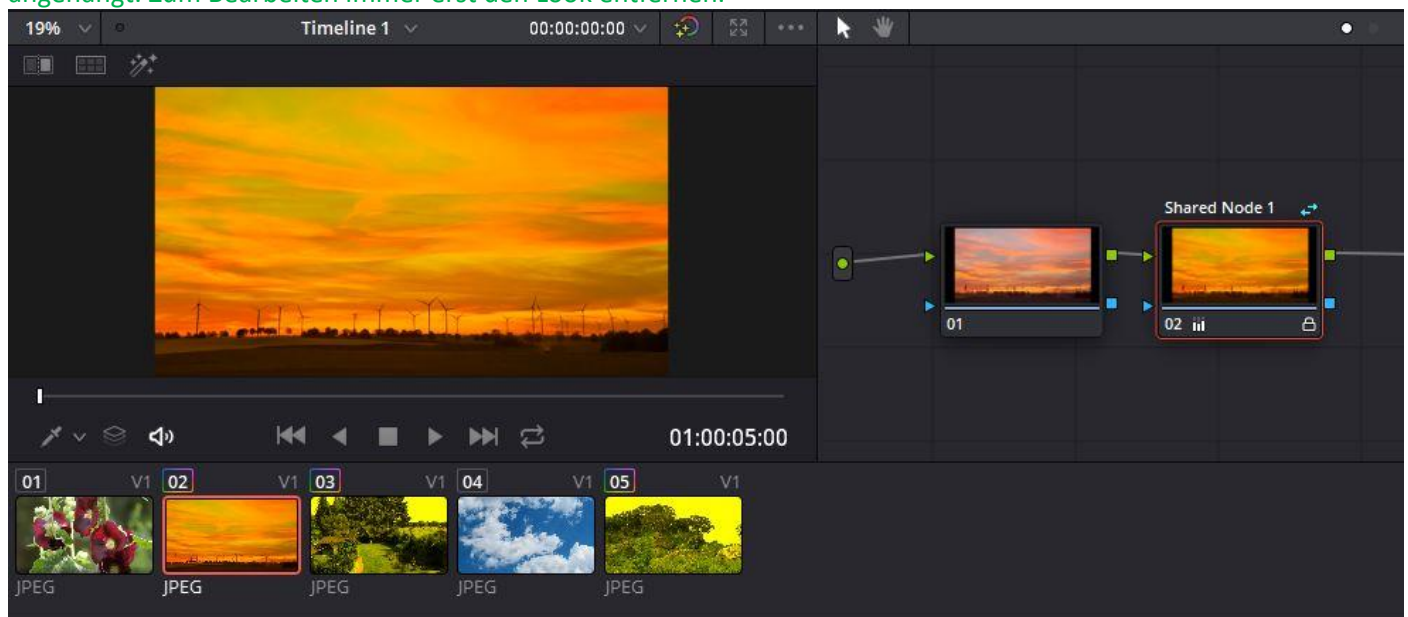 angehängt. Zum Bearbeiten immer erst den Look entfernen.
19% Timeline 1 00:00:00:00
Shared Node 1
01
02
01:00:05:00
01 V1 02 V1 03 V1 04 V1 05 V1
JPEG JPEG JPEG JPEG JPEG